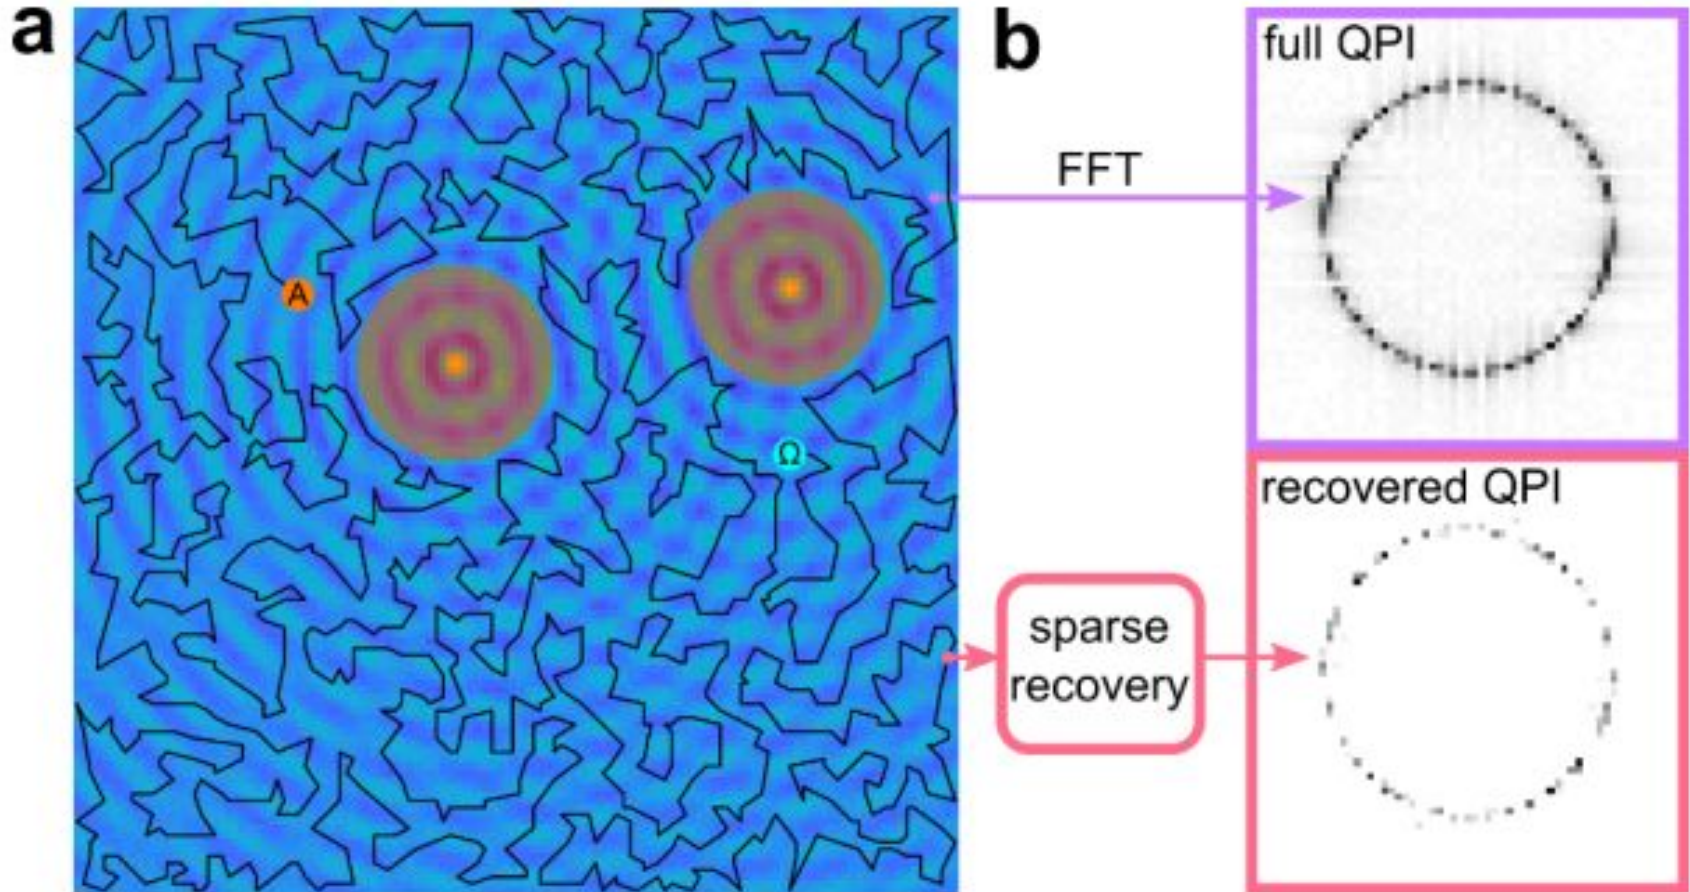 a
A
Ω
b
full QPI
FFT
recovered QPI
sparse
recovery